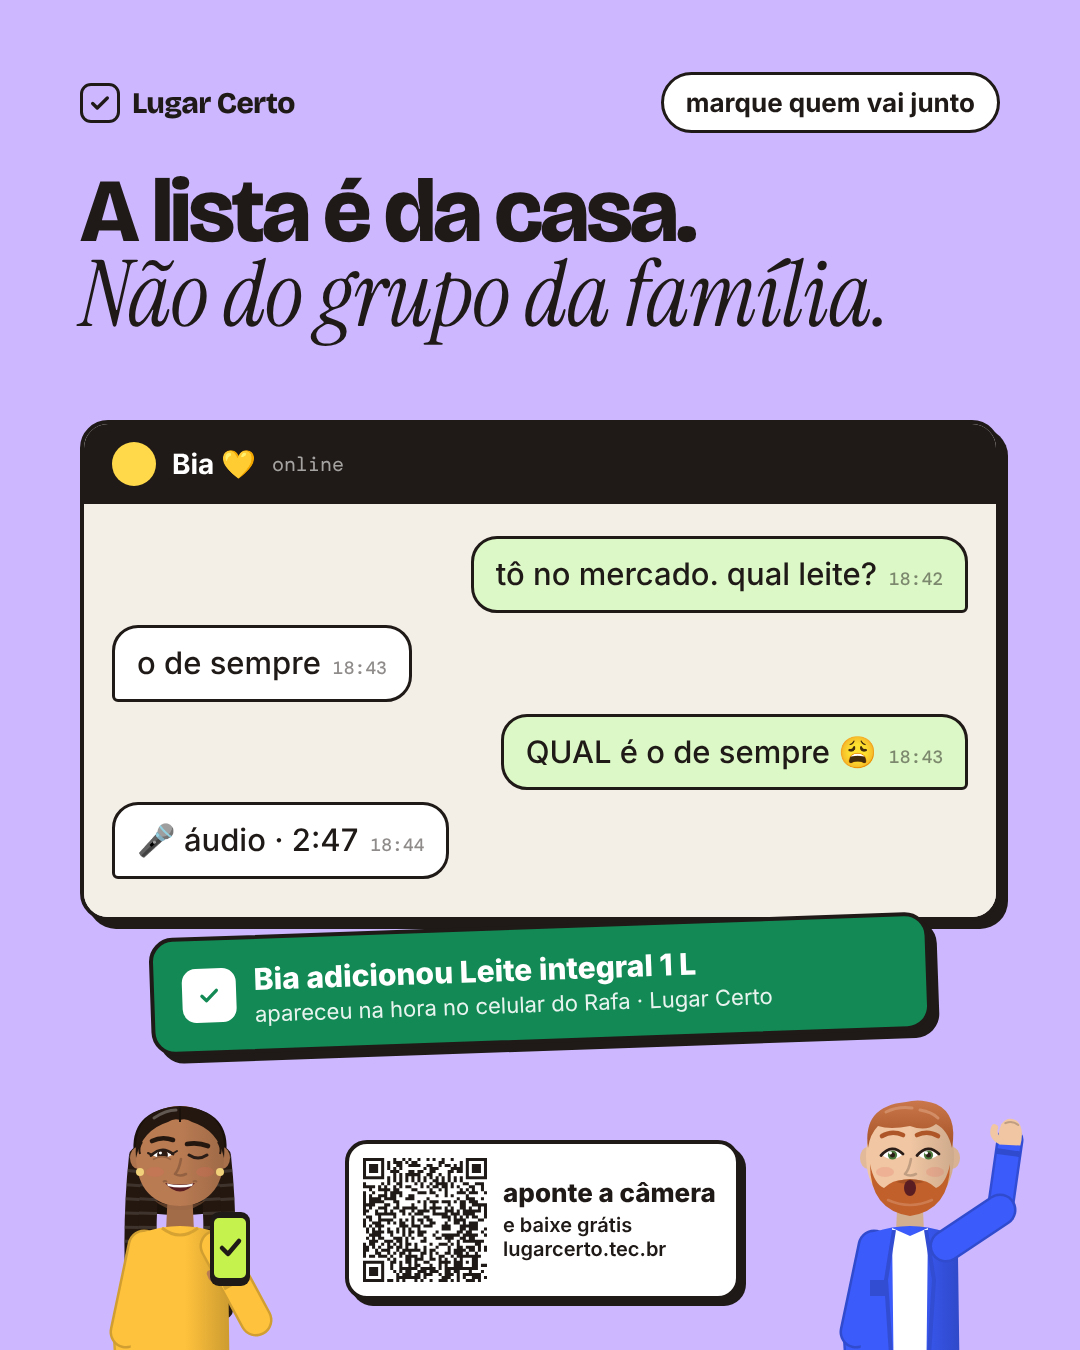 Lugar Certo
marque quem vai junto
A lista é da casa.
Não do grupo da família.
Bia 💛 online
tô no mercado. qual leite? 18:42
o de sempre 18:43
QUAL é o de sempre 😩 18:43
🎤 áudio · 2:47 18:44
Bia adicionou Leite integral 1 L
apareceu na hora no celular do Rafa · Lugar Certo
aponte a câmera
e baixe grátis
lugarcerto.tec.br